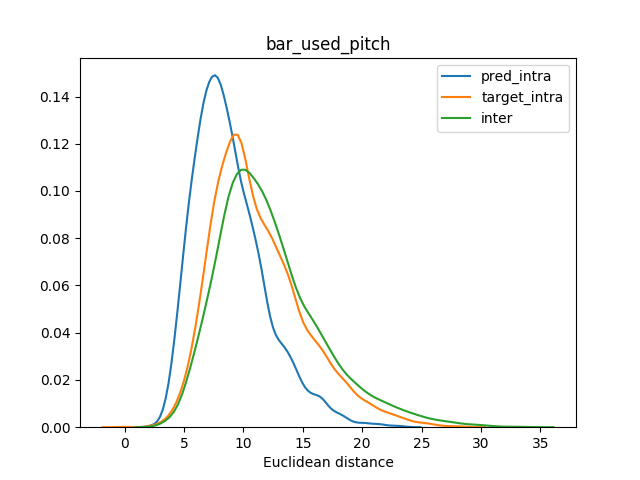 bar_used_pitch
pred_intra
target_intra
inter
0.14
0.12
0.10
0.08
0.06
0.04
0.02
0.00
0 5 10 15 20 25 30 35
Euclidean distance